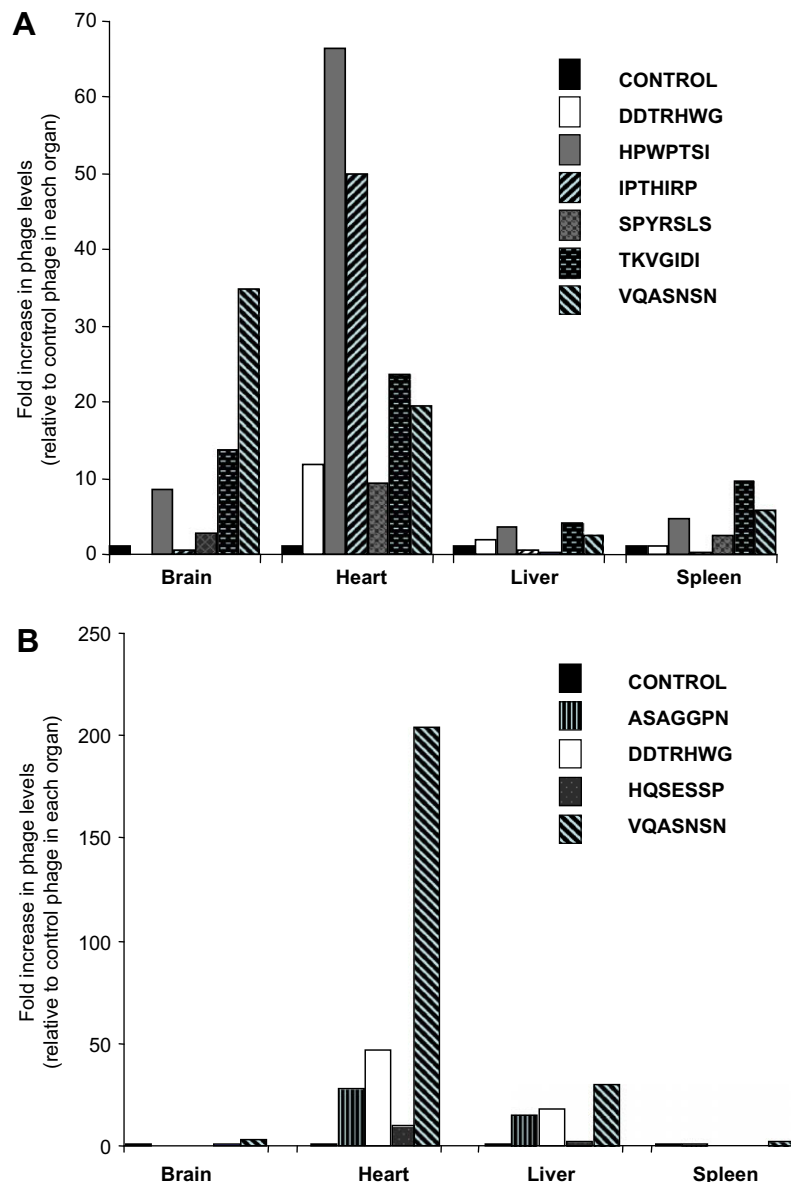 A
70
60
50
40
30
20
10
0
Fold increase in phage levels
(relative to control phage in each organ)
CONTROL
DDTRHWG
HPWPTSI
IPTHIRP
SPYRSLS
TKVGIDI
VQASNSN
Brain
Heart
Liver
Spleen
B
250
200
150
100
50
0
Fold increase in phage levels
(relative to control phage in each organ)
CONTROL
ASAGGPN
DDTRHWG
HQSESSP
VQASNSN
Brain
Heart
Liver
Spleen